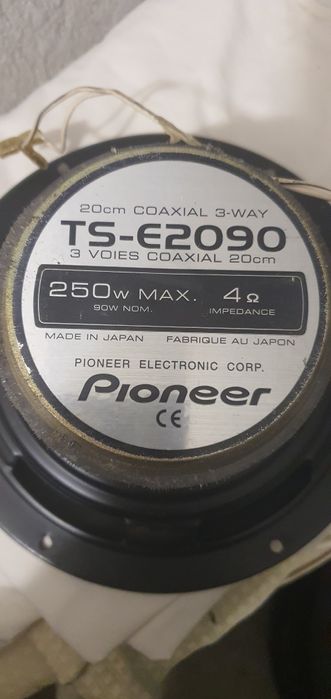 20cm COAXIAL 3-WAY
TS-E2090
3 VOIES COAXIAL 20cm
250W MAX. 4Ω
90W NOM. IMPEDANCE
MADE IN JAPAN FABRIQUE AU JAPON
PIONEER ELECTRONIC CORP.
Pioneer
CE